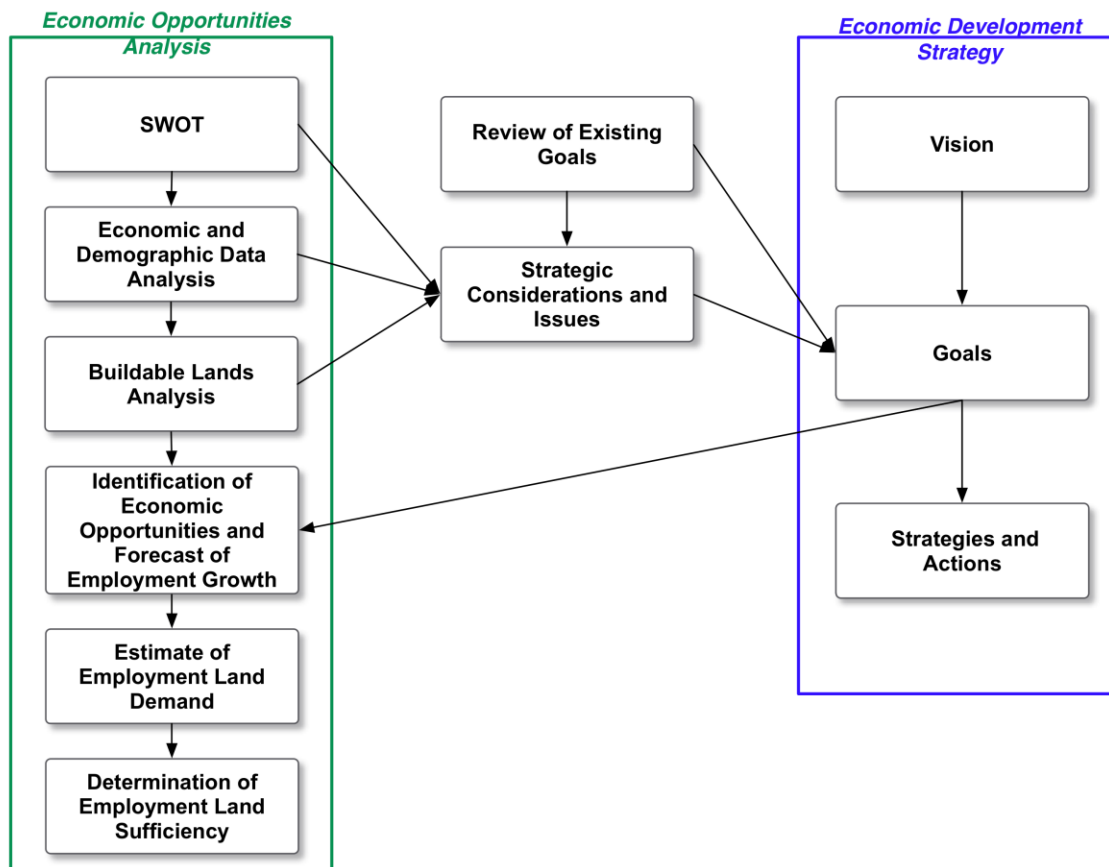 Economic Opportunities
Analysis
SWOT
Economic and
Demographic Data
Analysis
Buildable Lands
Analysis
Identification of
Economic
Opportunities and
Forecast of
Employment Growth
Estimate of
Employment Land
Demand
Determination of
Employment Land
Sufficiency
Review of Existing
Goals
Strategic
Considerations and
Issues
Economic Development
Strategy
Vision
Goals
Strategies and
Actions